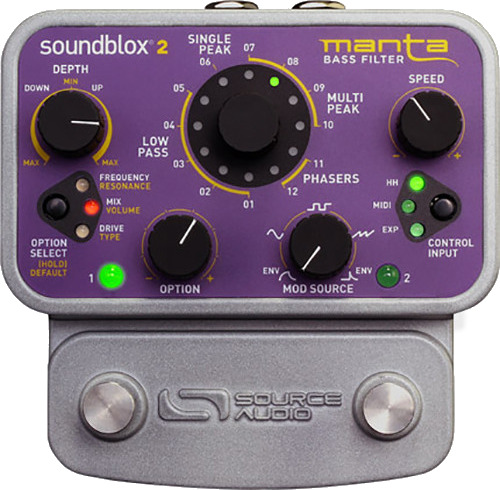 soundblox® 2
manta
BASS FILTER
DEPTH
MIN
DOWN
UP
MAX
MAX
SINGLE
PEAK
07
06
08
05
09
04
10
03
11
02
12
01
MULTI
PEAK
LOW
PASS
PHASERS
SPEED
-
+
FREQUENCY
RESONANCE
MIX
VOLUME
DRIVE
TYPE
OPTION
SELECT
(HOLD)
DEFAULT
HH
MIDI
EXP
CONTROL
INPUT
1
-
+
OPTION
ENV
ENV
MOD SOURCE
2
SOURCE
AUDIO